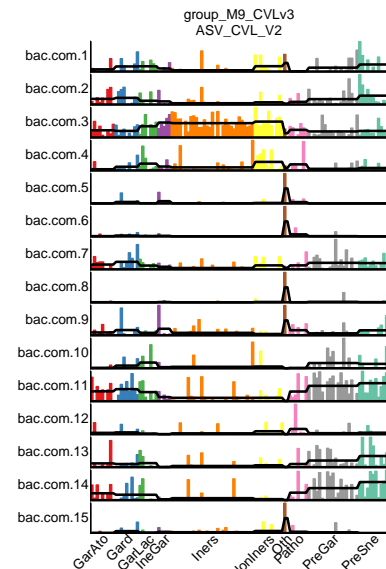 group_M9_CVLv3
ASV_CVL_V2
bac.com.1
bac.com.2
bac.com.3
bac.com.4
bac.com.5
bac.com.6
bac.com.7
bac.com.8
bac.com.9
bac.com.10
bac.com.11
bac.com.12
bac.com.13
bac.com.14
bac.com.15
GarAto
Gard
GarLac
IneGar
Iners
NonIners
Oth
Patho
PreGar
PreSne